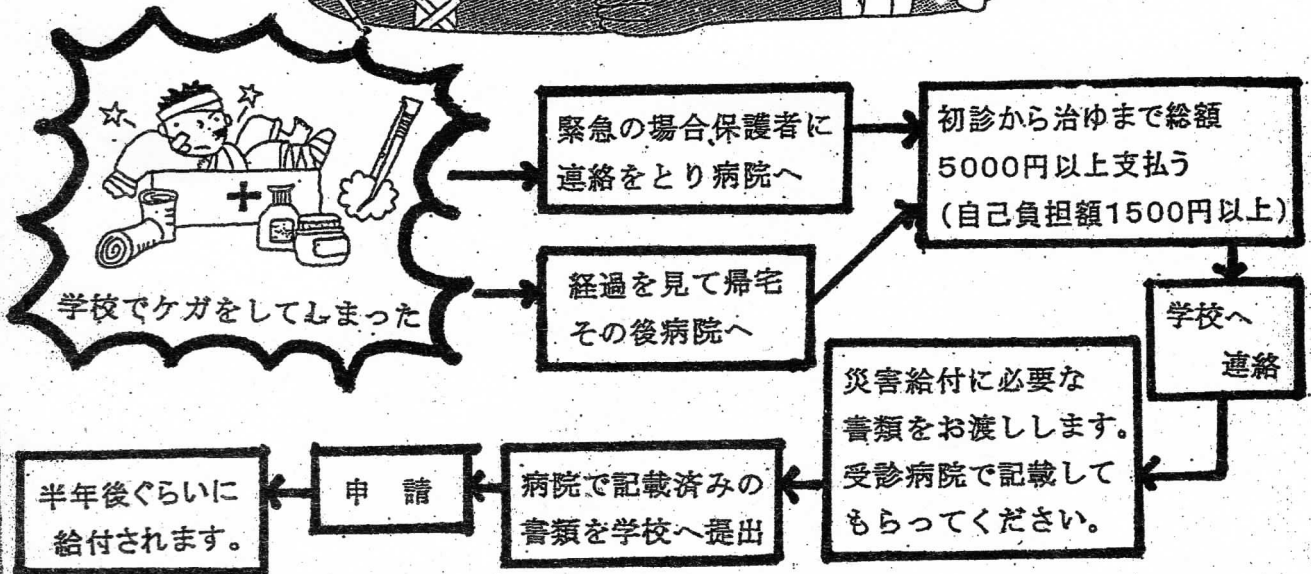 学校でケガをしてしまった
緊急の場合保護者に
連絡をとり病院へ
経過を見て帰宅
その後病院へ
初診から治ゆまで総額
5000円以上支払う
(自己負担額1500円以上)
学校へ
連絡
災害給付に必要な
書類をお渡しします。
受診病院で記載して
もらってください。
病院で記載済みの
書類を学校へ提出
申 請
半年後ぐらいに
給付されます。